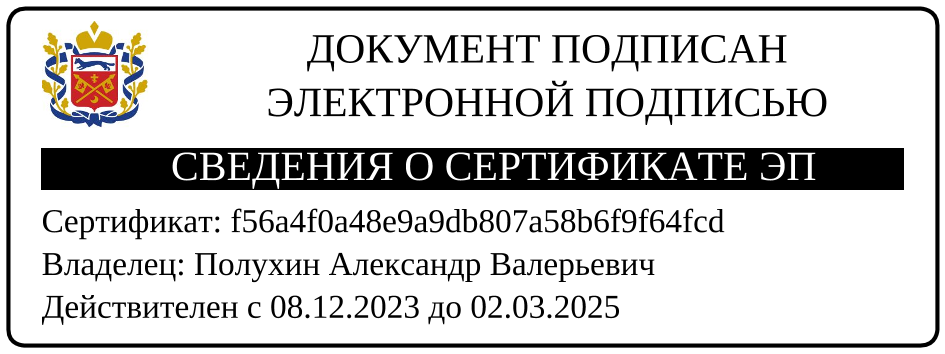 ДОКУМЕНТ ПОДПИСАН
ЭЛЕКТРОННОЙ ПОДПИСЬЮ
СВЕДЕНИЯ О СЕРТИФИКАТЕ ЭП
Сертификат: f56a4f0a48e9a9db807a58b6f9f64fcd
Владелец: Полухин Александр Валерьевич
Действителен с 08.12.2023 до 02.03.2025